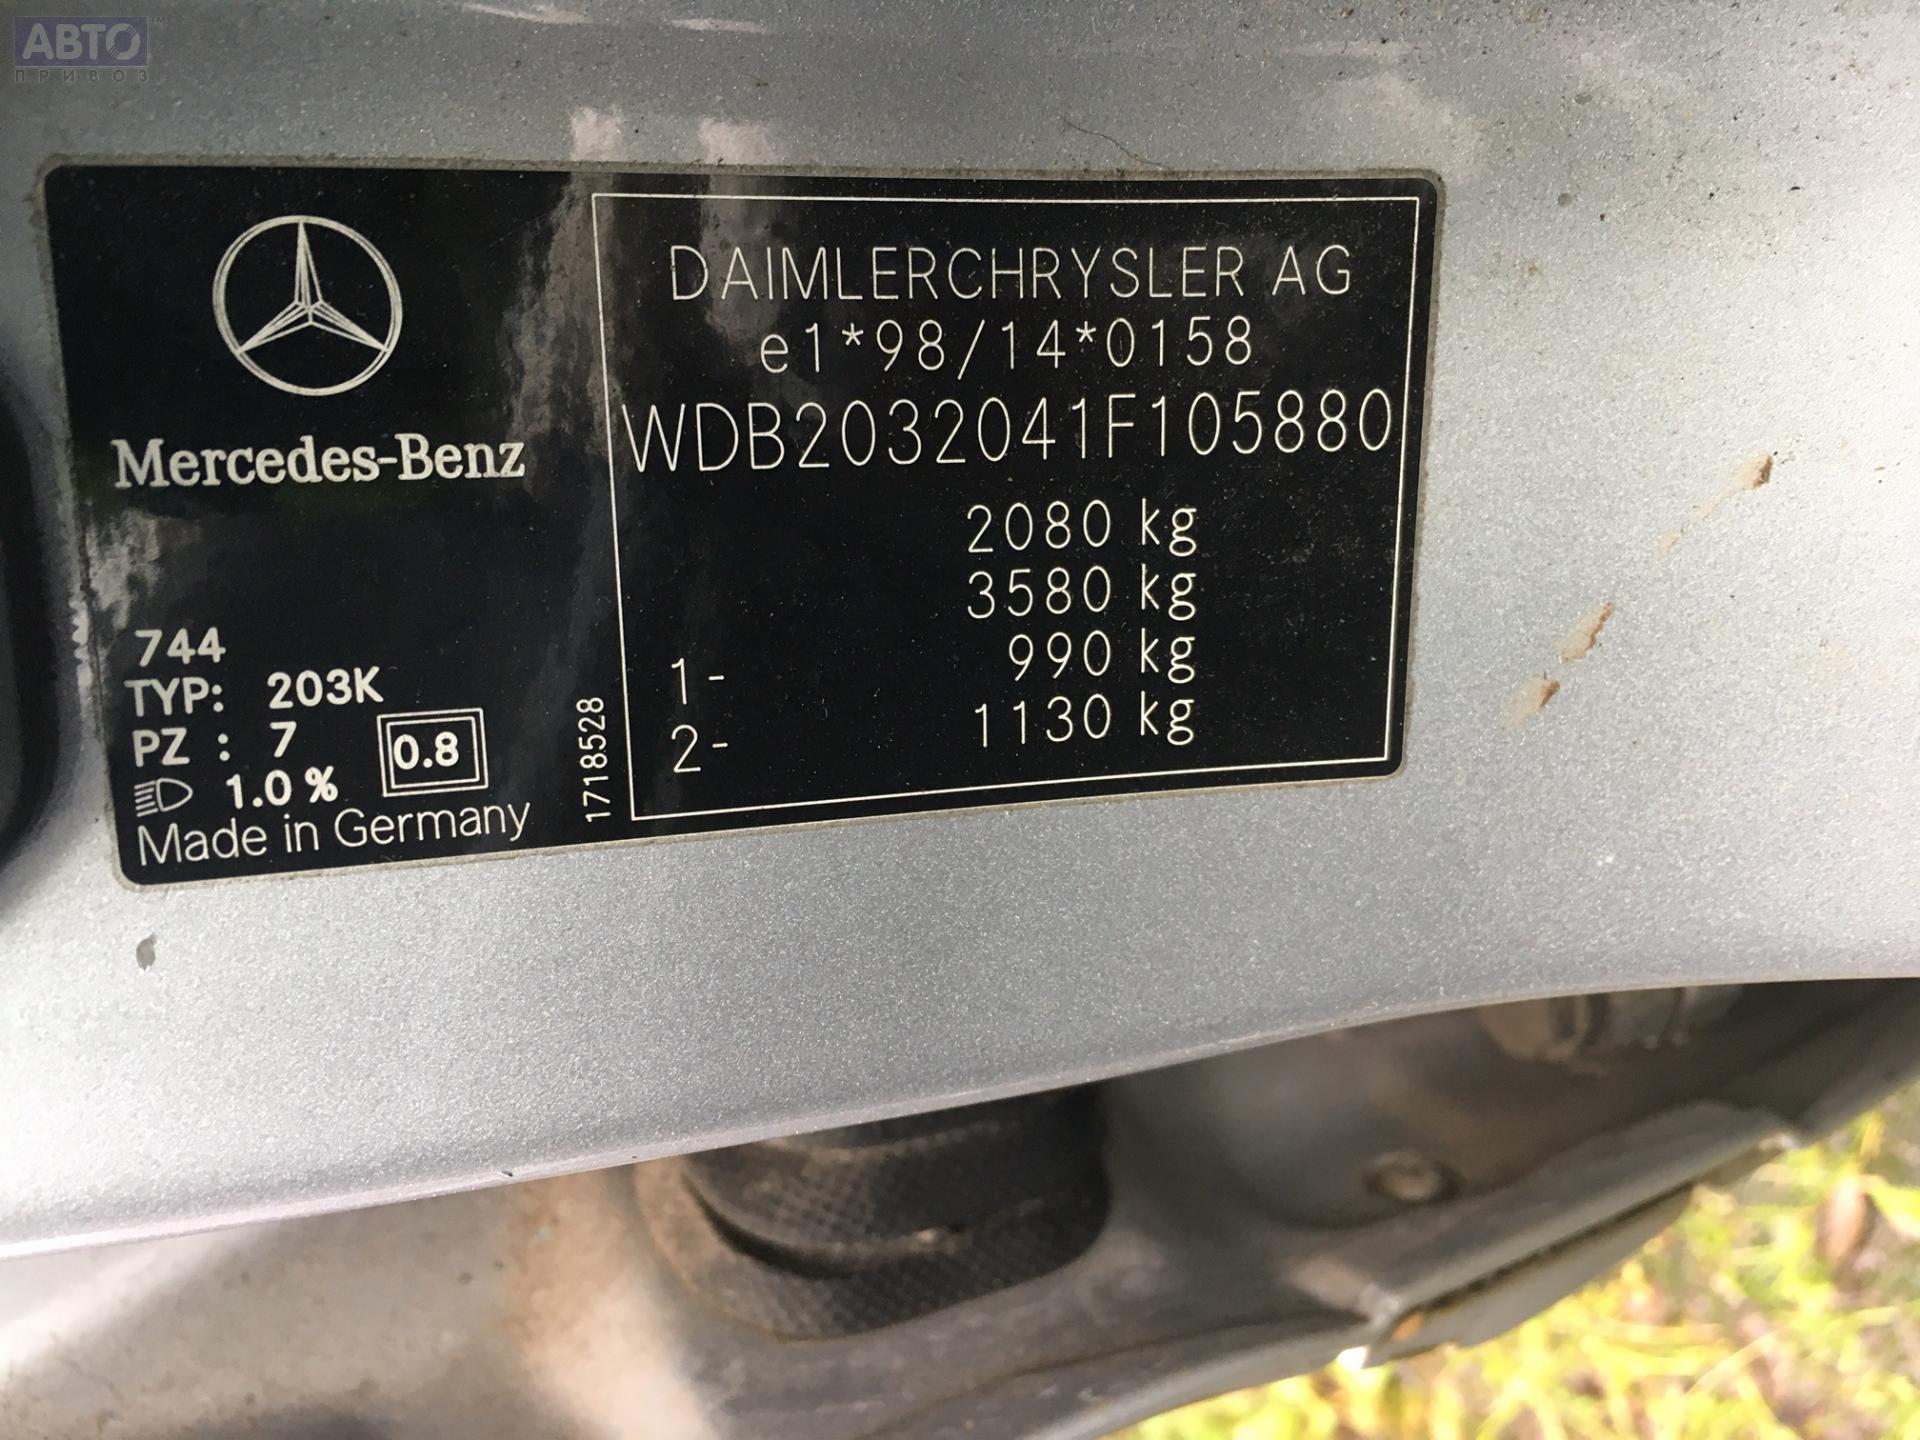 АВТО™
ПРИВОЗ
Mercedes-Benz
744
TYP: 203K
PZ : 7
0.8
1.0 %
Made in Germany
1718528
DAIMLERCHRYSLER AG
e1*98/14*0158
WDB2032041F105880
2080 kg
3580 kg
1- 990 kg
2- 1130 kg